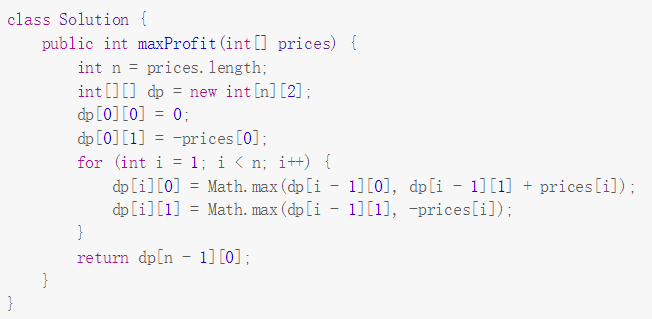 class Solution {
    public int maxProfit(int[] prices) {
        int n = prices.length;
        int[][] dp = new int[n][2];
        dp[0][0] = 0;
        dp[0][1] = -prices[0];
        for (int i = 1; i < n; i++) {
            dp[i][0] = Math.max(dp[i - 1][0], dp[i - 1][1] + prices[i]);
            dp[i][1] = Math.max(dp[i - 1][1], -prices[i]);
        }
        return dp[n - 1][0];
    }
}